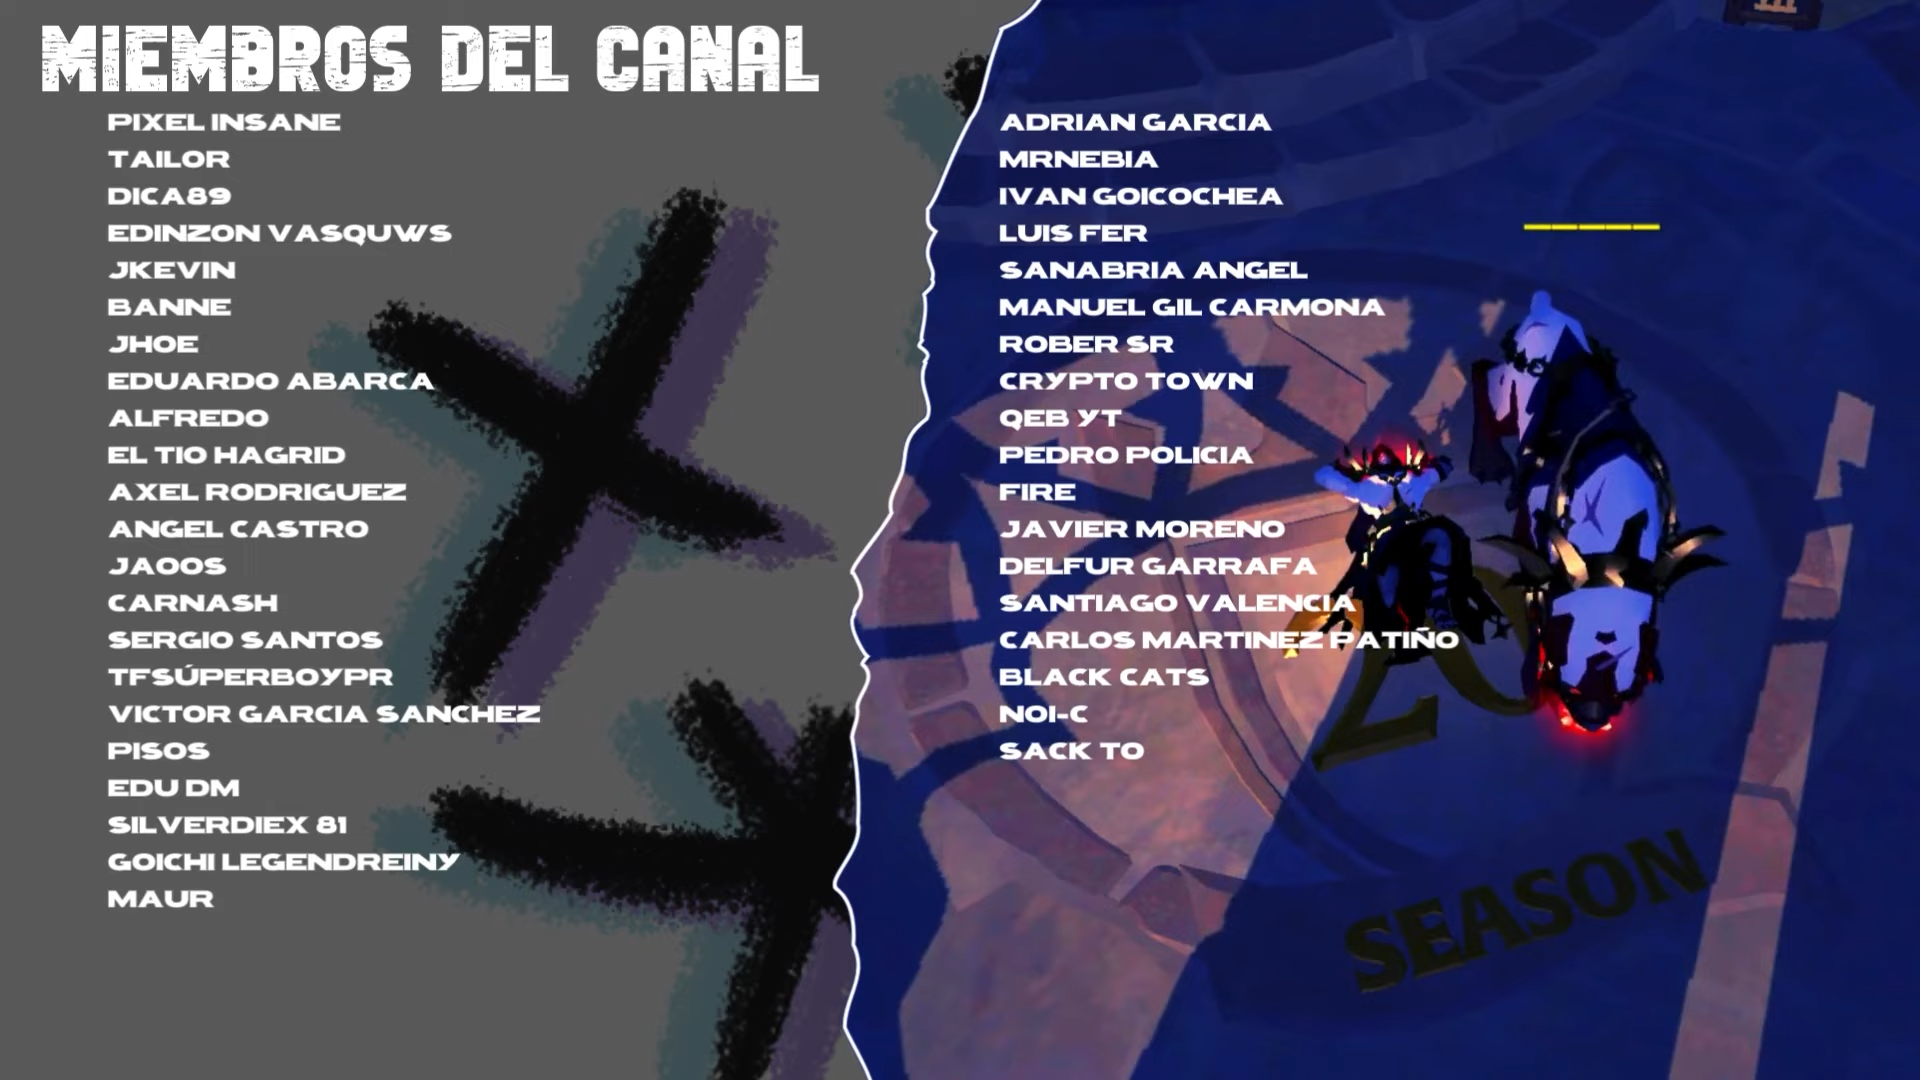 MIEMBROS DEL CANAL
PIXEL INSANE
TAILOR
DICA89
EDINZON VASQUWS
JKEVIN
BANNE
JHOE
EDUARDO ABARCA
ALFREDO
EL TIO HAGRID
AXEL RODRIGUEZ
ANGEL CASTRO
JAOOS
CARNASH
SERGIO SANTOS
TFSÚPERBOYPR
VICTOR GARCIA SANCHEZ
PISOS
EDU DM
SILVERDIEX 81
GOICHI LEGENDREINY
MAUR
ADRIAN GARCIA
MRNEBIA
IVAN GOICOCHEA
LUIS FER
SANABRIA ANGEL
MANUEL GIL CARMONA
ROBER SR
CRYPTO TOWN
QEB YT
PEDRO POLICIA
FIRE
JAVIER MORENO
DELFUR GARRAFA
SANTIAGO VALENCIA
CARLOS MARTINEZ PATIÑO
BLACK CATS
NOI-C
SACK TO
20
SEASON